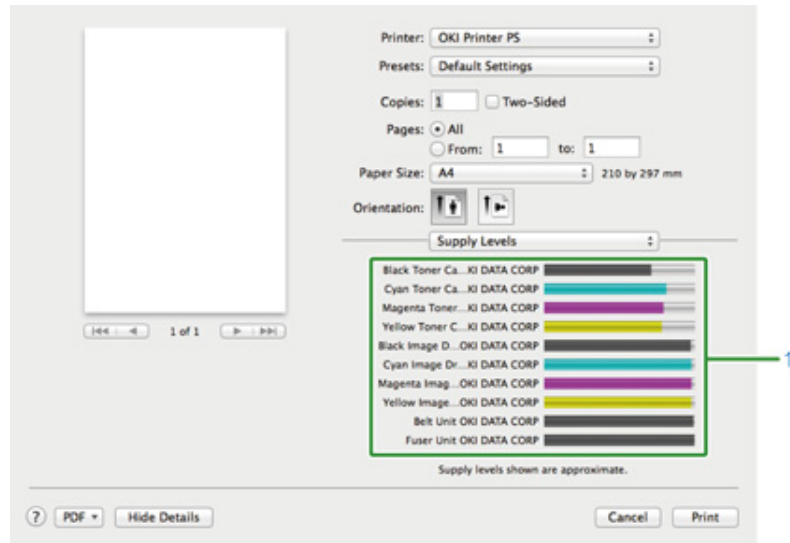 Printer: OKI Printer PS
Presets: Default Settings
Copies: 1 Two-Sided
Pages: All
From: 1 to: 1
Paper Size: A4 210 by 297 mm
Orientation:
Supply Levels
Black Toner Ca...KI DATA CORP
Cyan Toner Ca...KI DATA CORP
Magenta Toner...KI DATA CORP
Yellow Toner C...KI DATA CORP
Black Image D...OKI DATA CORP
Cyan Image Dr...KI DATA CORP
Magenta Imag...OKI DATA CORP
Yellow Image...OKI DATA CORP
Belt Unit OKI DATA CORP
Fuser Unit OKI DATA CORP
1
1 of 1
Supply levels shown are approximate.
? PDF Hide Details Cancel Print